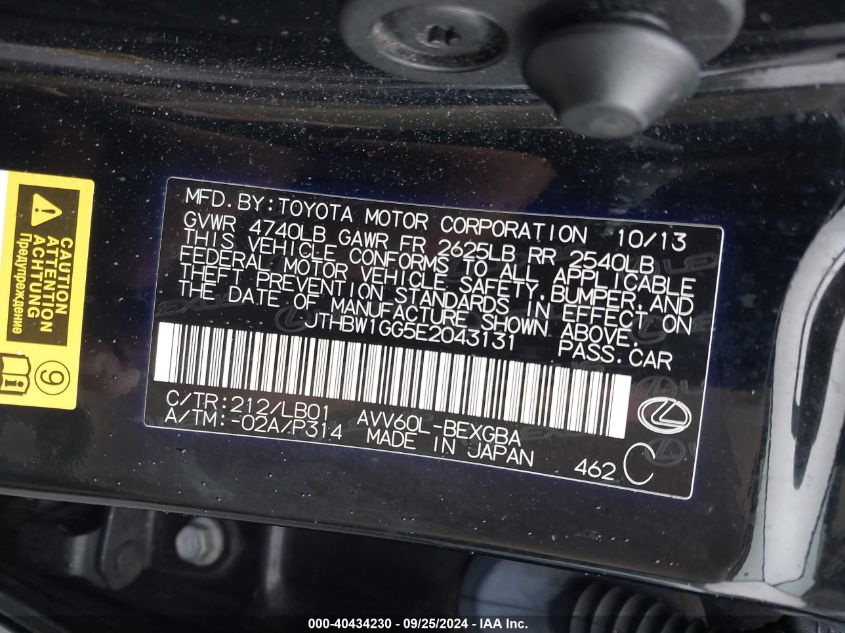 MFD.BY:TOYOTA MOTOR CORPORATION 10/13
GVWR 4740LB GAWR FR 2625LB RR 2540LB
THIS VEHICLE CONFORMS TO ALL APPLICABLE
FEDERAL MOTOR VEHICLE SAFETY,BUMPER,AND
THEFT PREVENTION STANDARDS IN EFFECT ON
THE DATE OF MANUFACTURE SHOWN ABOVE.
JTHBW1GG5E2043131 PASS.CAR
C/TR:212/LB01 AVV60L-BEXGBA
A/TM:-02A/P314 MADE IN JAPAN
462 C
CAUTION
ATTENTION
ACHTUNG
Предупреждение
9
000-40434230 - 09/25/2024 - IAA Inc.